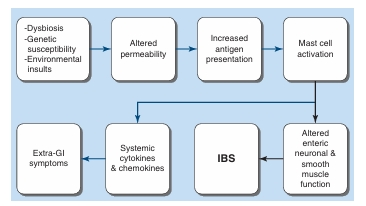 -Dysbiosis
-Genetic
susceptibility
-Environmental
insults
Altered
permeability
Increased
antigen
presentation
Mast cell
activation
Extra-GI
symptoms
Systemic
cytokines
& chemokines
IBS
Altered
enteric
neuronal &
smooth
muscle
function